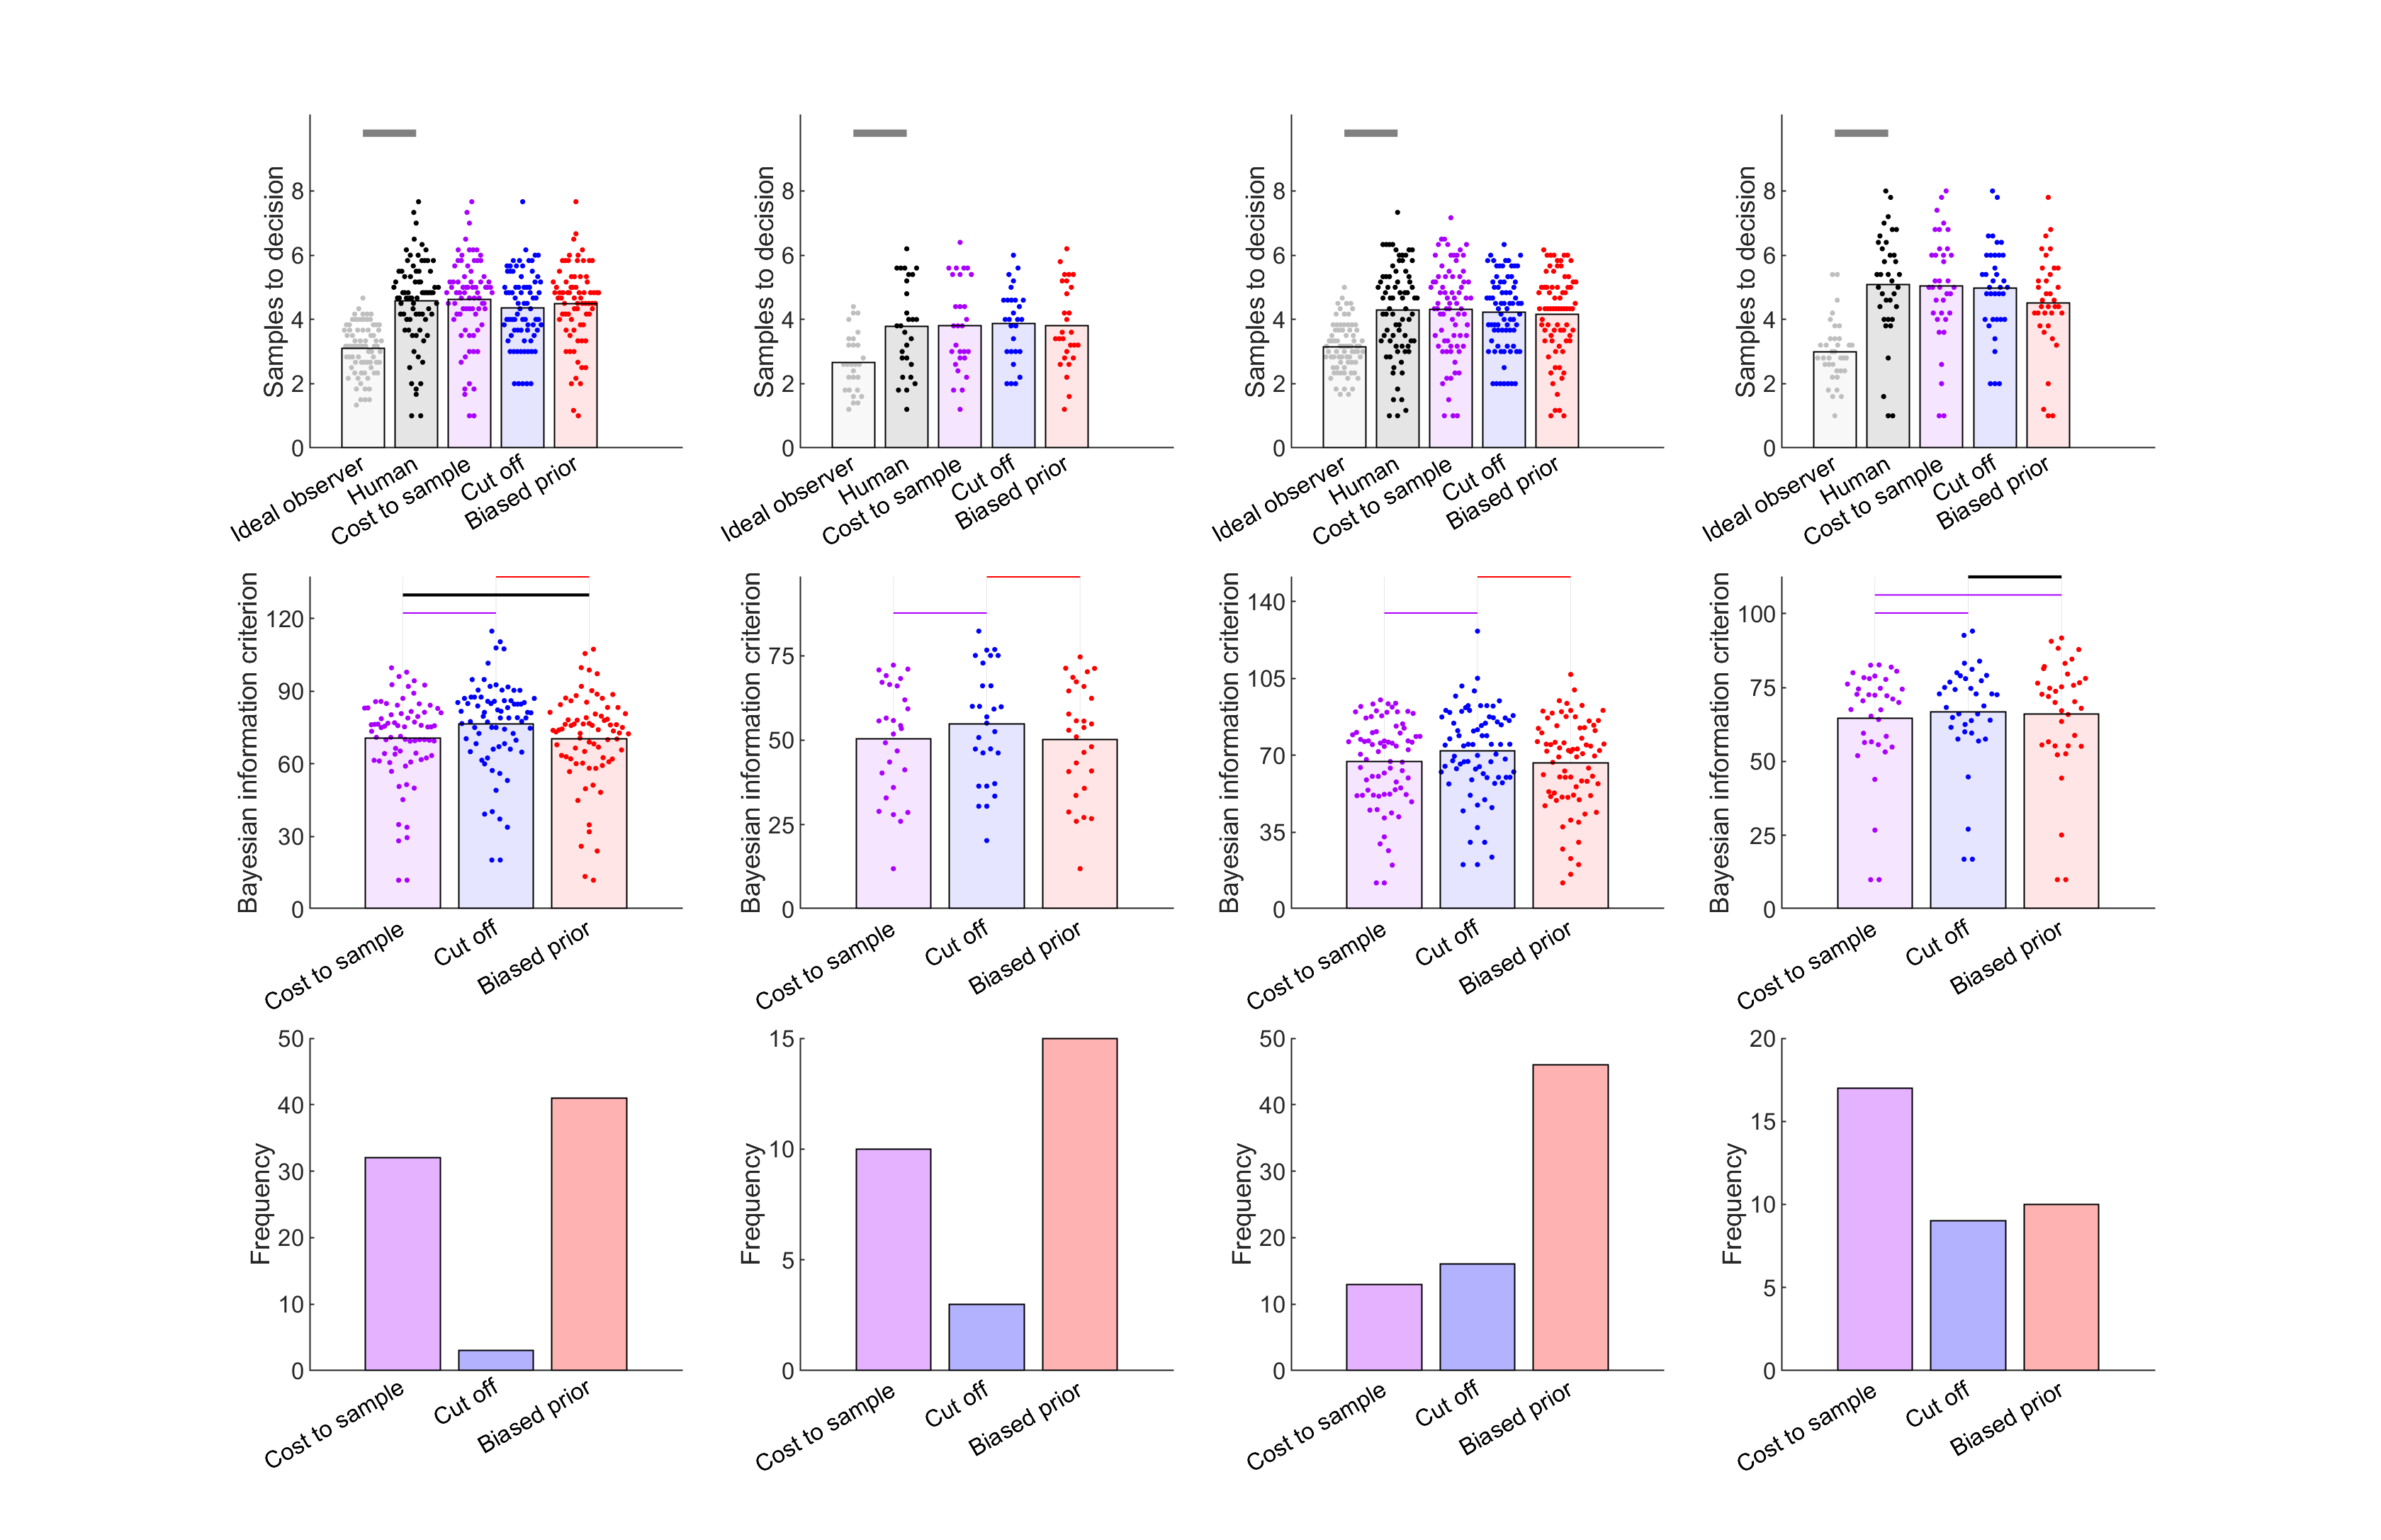 Samples to decision
8
6
4
2
0
Ideal observer
Human
Cost to sample
Cut off
Biased prior
Samples to decision
8
6
4
2
0
Ideal observer
Human
Cost to sample
Cut off
Biased prior
Samples to decision
8
6
4
2
0
Ideal observer
Human
Cost to sample
Cut off
Biased prior
Samples to decision
8
6
4
2
0
Ideal observer
Human
Cost to sample
Cut off
Biased prior
Bayesian information criterion
120
90
60
30
0
Cost to sample
Cut off
Biased prior
Bayesian information criterion
75
50
25
0
Cost to sample
Cut off
Biased prior
Bayesian information criterion
140
105
70
35
0
Cost to sample
Cut off
Biased prior
Bayesian information criterion
100
75
50
25
0
Cost to sample
Cut off
Biased prior
Frequency
50
40
30
20
10
0
Cost to sample
Cut off
Biased prior
Frequency
15
10
5
0
Cost to sample
Cut off
Biased prior
Frequency
50
40
30
20
10
0
Cost to sample
Cut off
Biased prior
Frequency
20
15
10
5
0
Cost to sample
Cut off
Biased prior